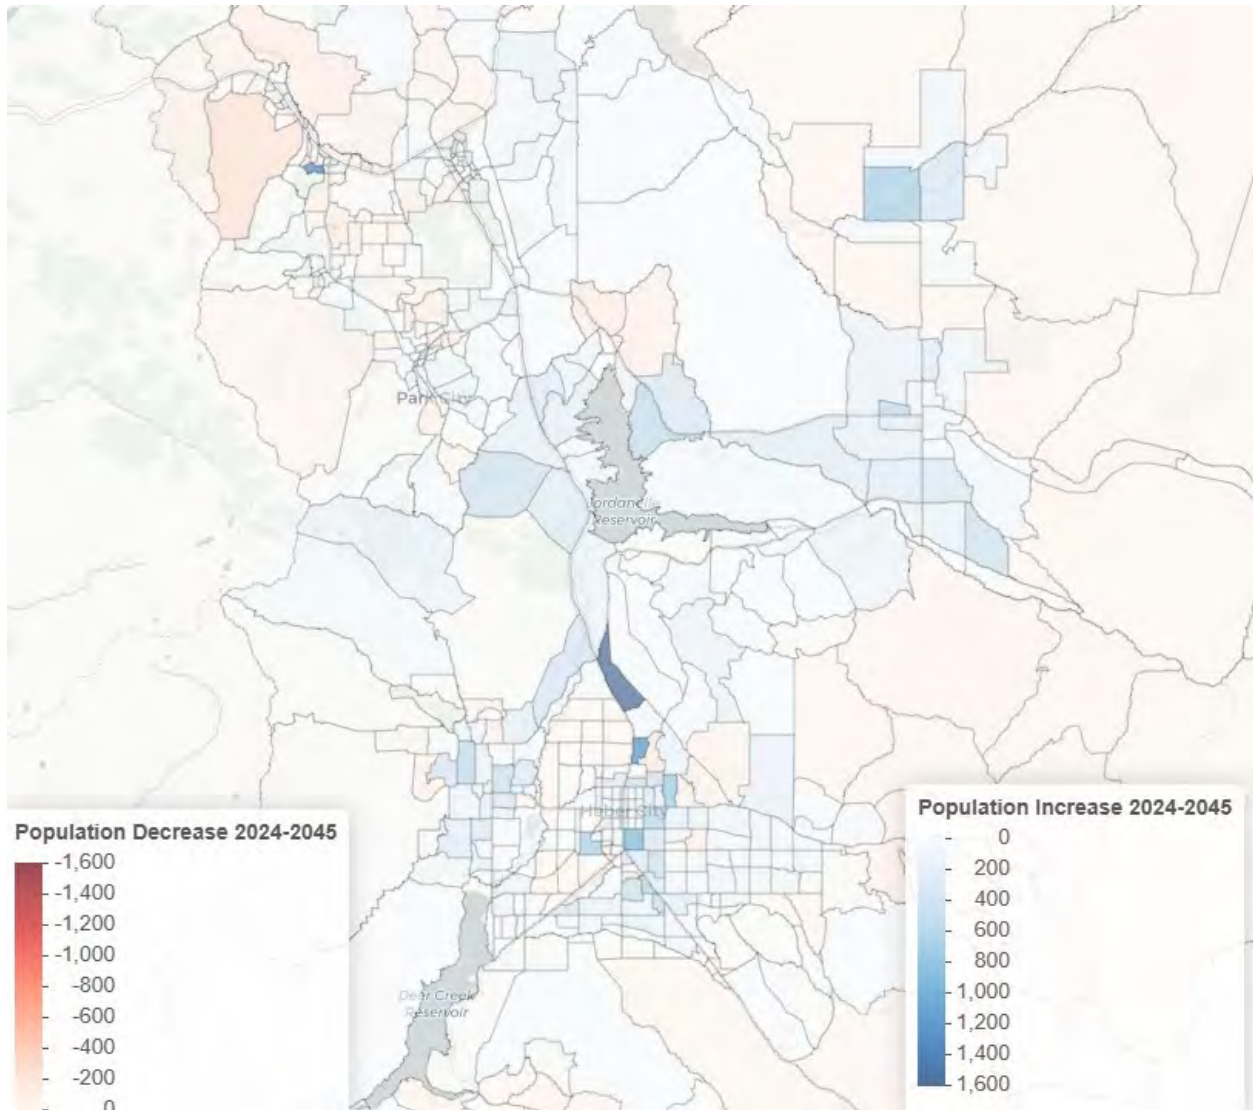 Park City
Jordanelle
Reservoir
Heber City
Population Decrease 2024-2045
-1,600
-1,400
-1,200
-1,000
-800
-600
-400
-200
0
Population Increase 2024-2045
0
200
400
600
800
1,000
1,200
1,400
1,600
Deer Creek
Reservoir